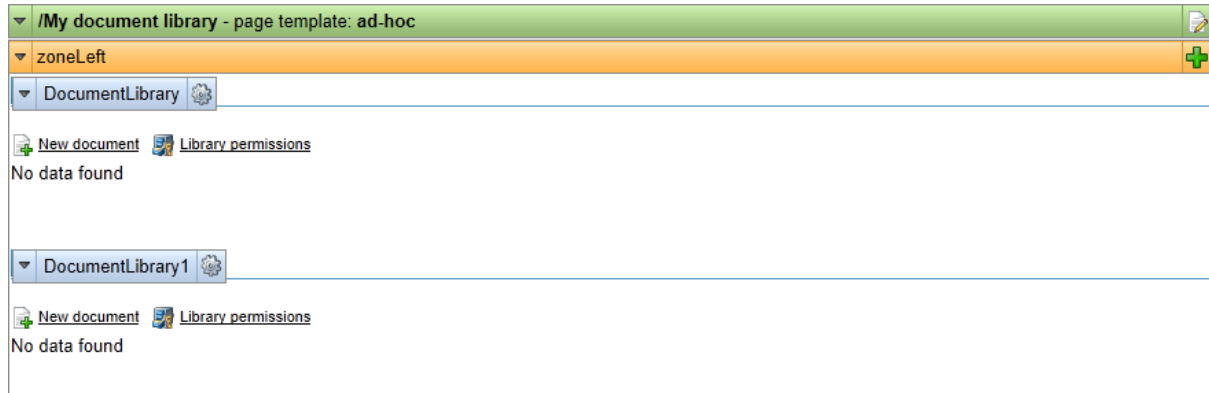 /My document library - page template: ad-hoc
zoneLeft
DocumentLibrary
New document Library permissions
No data found
DocumentLibrary1
New document Library permissions
No data found